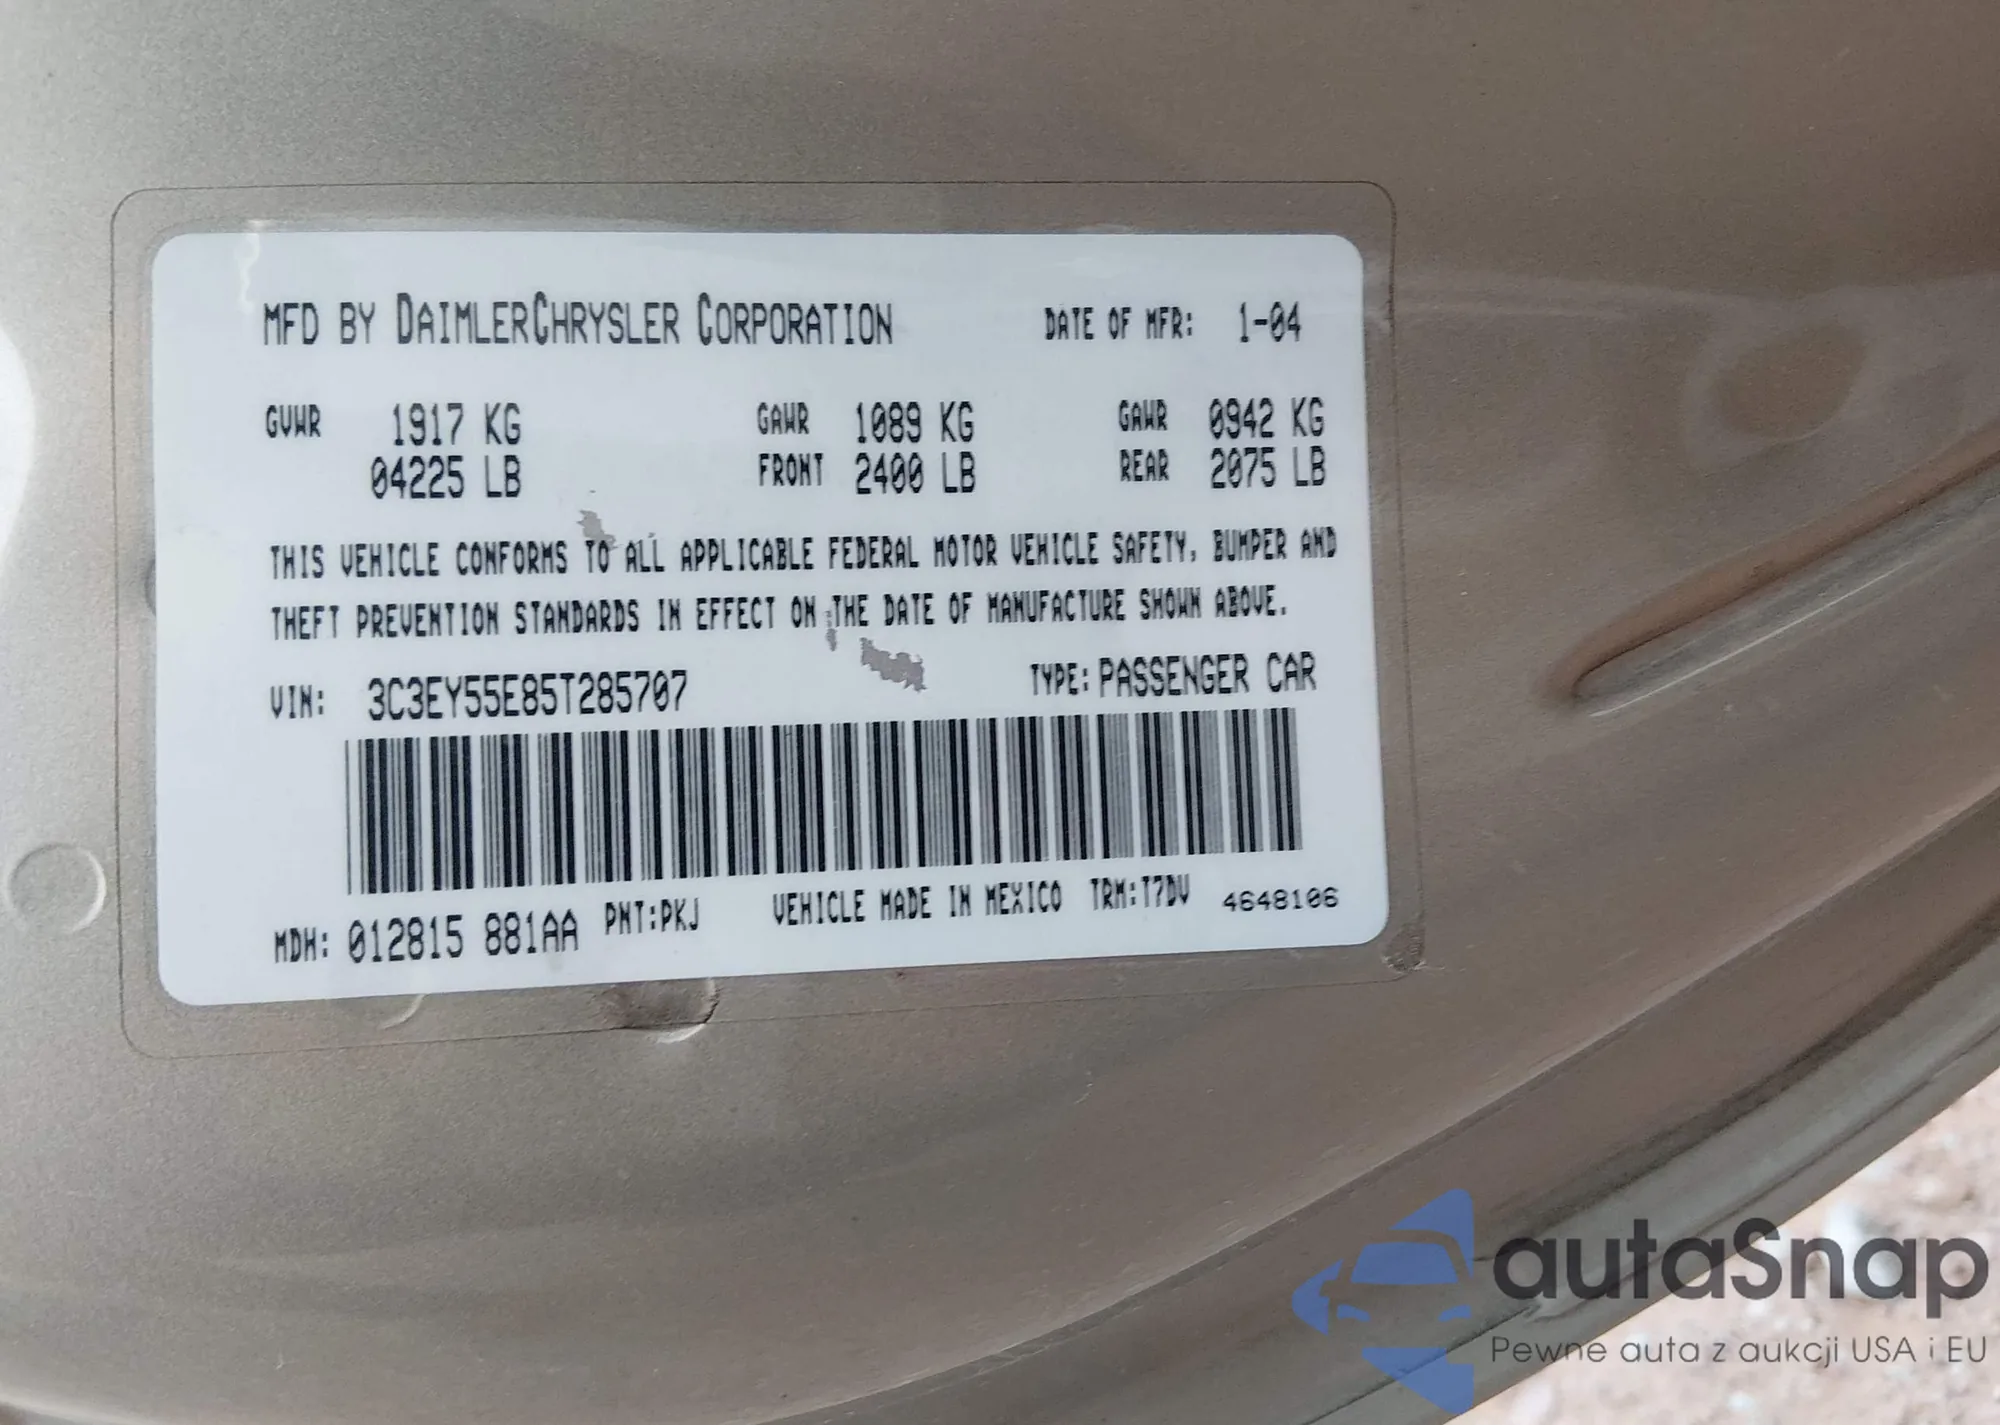 MFD BY DAIMLERCHRYSLER CORPORATION DATE OF MFR: 1-04
GVWR 1917 KG GAWR 1089 KG GAWR 0942 KG
04225 LB FRONT 2400 LB REAR 2075 LB
THIS VEHICLE CONFORMS TO ALL APPLICABLE FEDERAL MOTOR VEHICLE SAFETY, BUMPER AND
THEFT PREVENTION STANDARDS IN EFFECT ON THE DATE OF MANUFACTURE SHOWN ABOVE.
VIN: 3C3EY55E85T285707 TYPE: PASSENGER CAR
MDH: 012815 881AA PNT:PKJ VEHICLE MADE IN MEXICO TRM:T7DV 4648106
autaSnap
Pewne auta z aukcji USA i EU